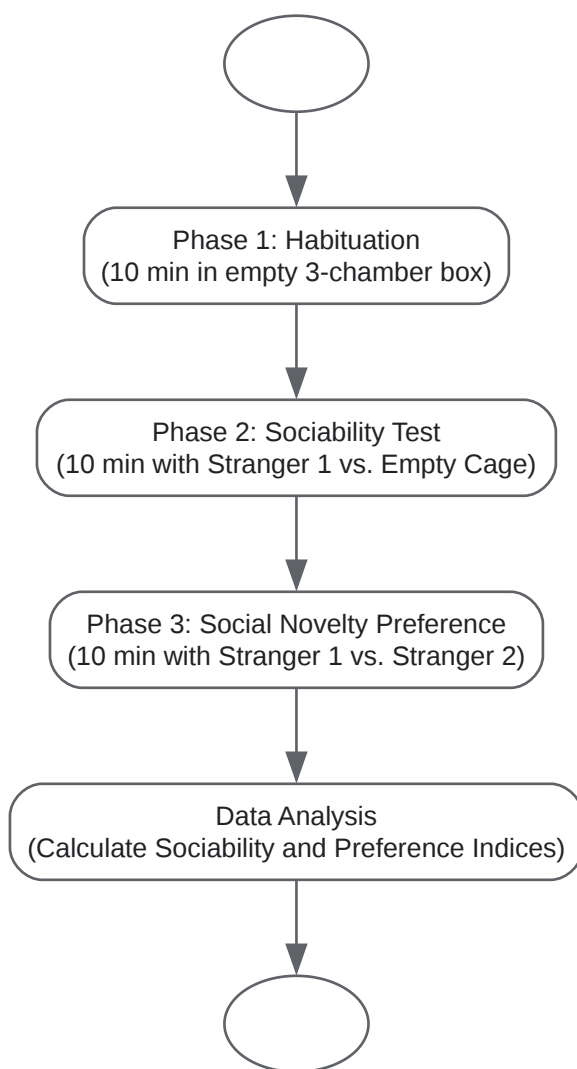 Phase 1: Habituation
(10 min in empty 3-chamber box)
Phase 2: Sociability Test
(10 min with Stranger 1 vs. Empty Cage)
Phase 3: Social Novelty Preference
(10 min with Stranger 1 vs. Stranger 2)
Data Analysis
(Calculate Sociability and Preference Indices)